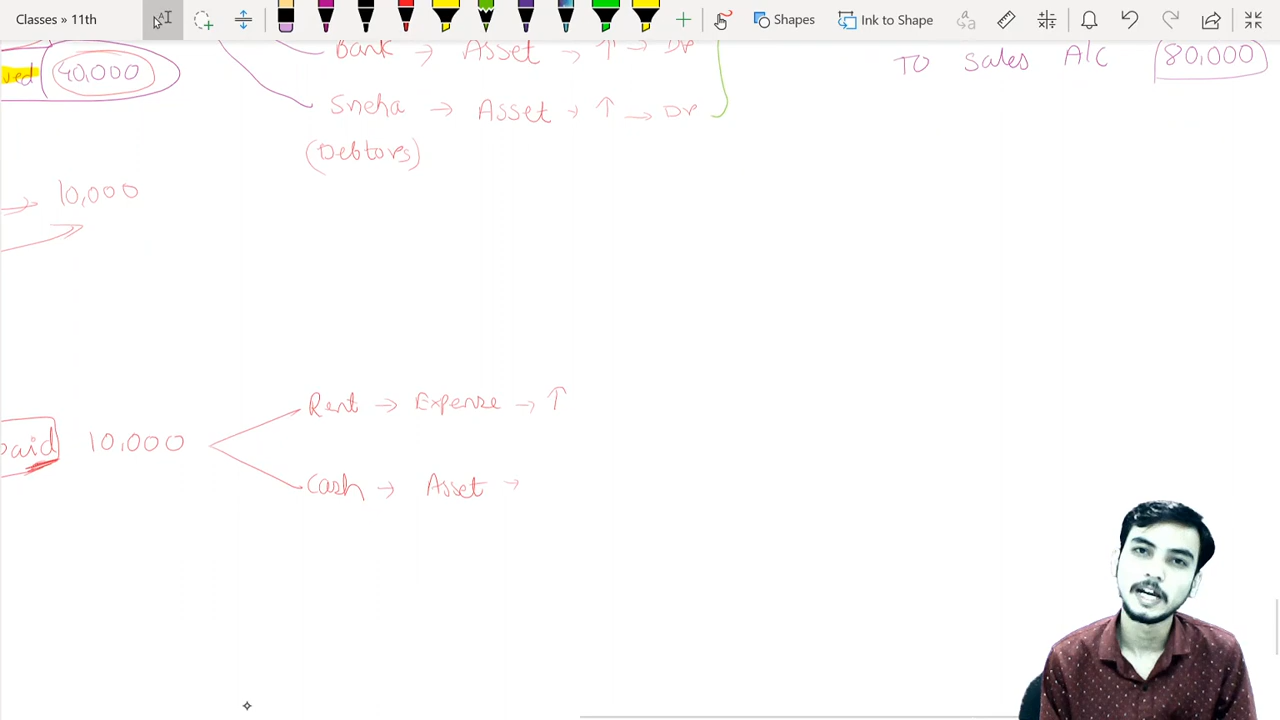 Classes » 11th
Shapes
Ink to Shape
Bank → Asset → ↑ → Dr
To Sales A/C 80,000
ved 40,000
Sneha → Asset → ↑ → Dr
(Debtors)
→ 10,000
Rent → Expense → ↑
paid 10,000
Cash → Asset →